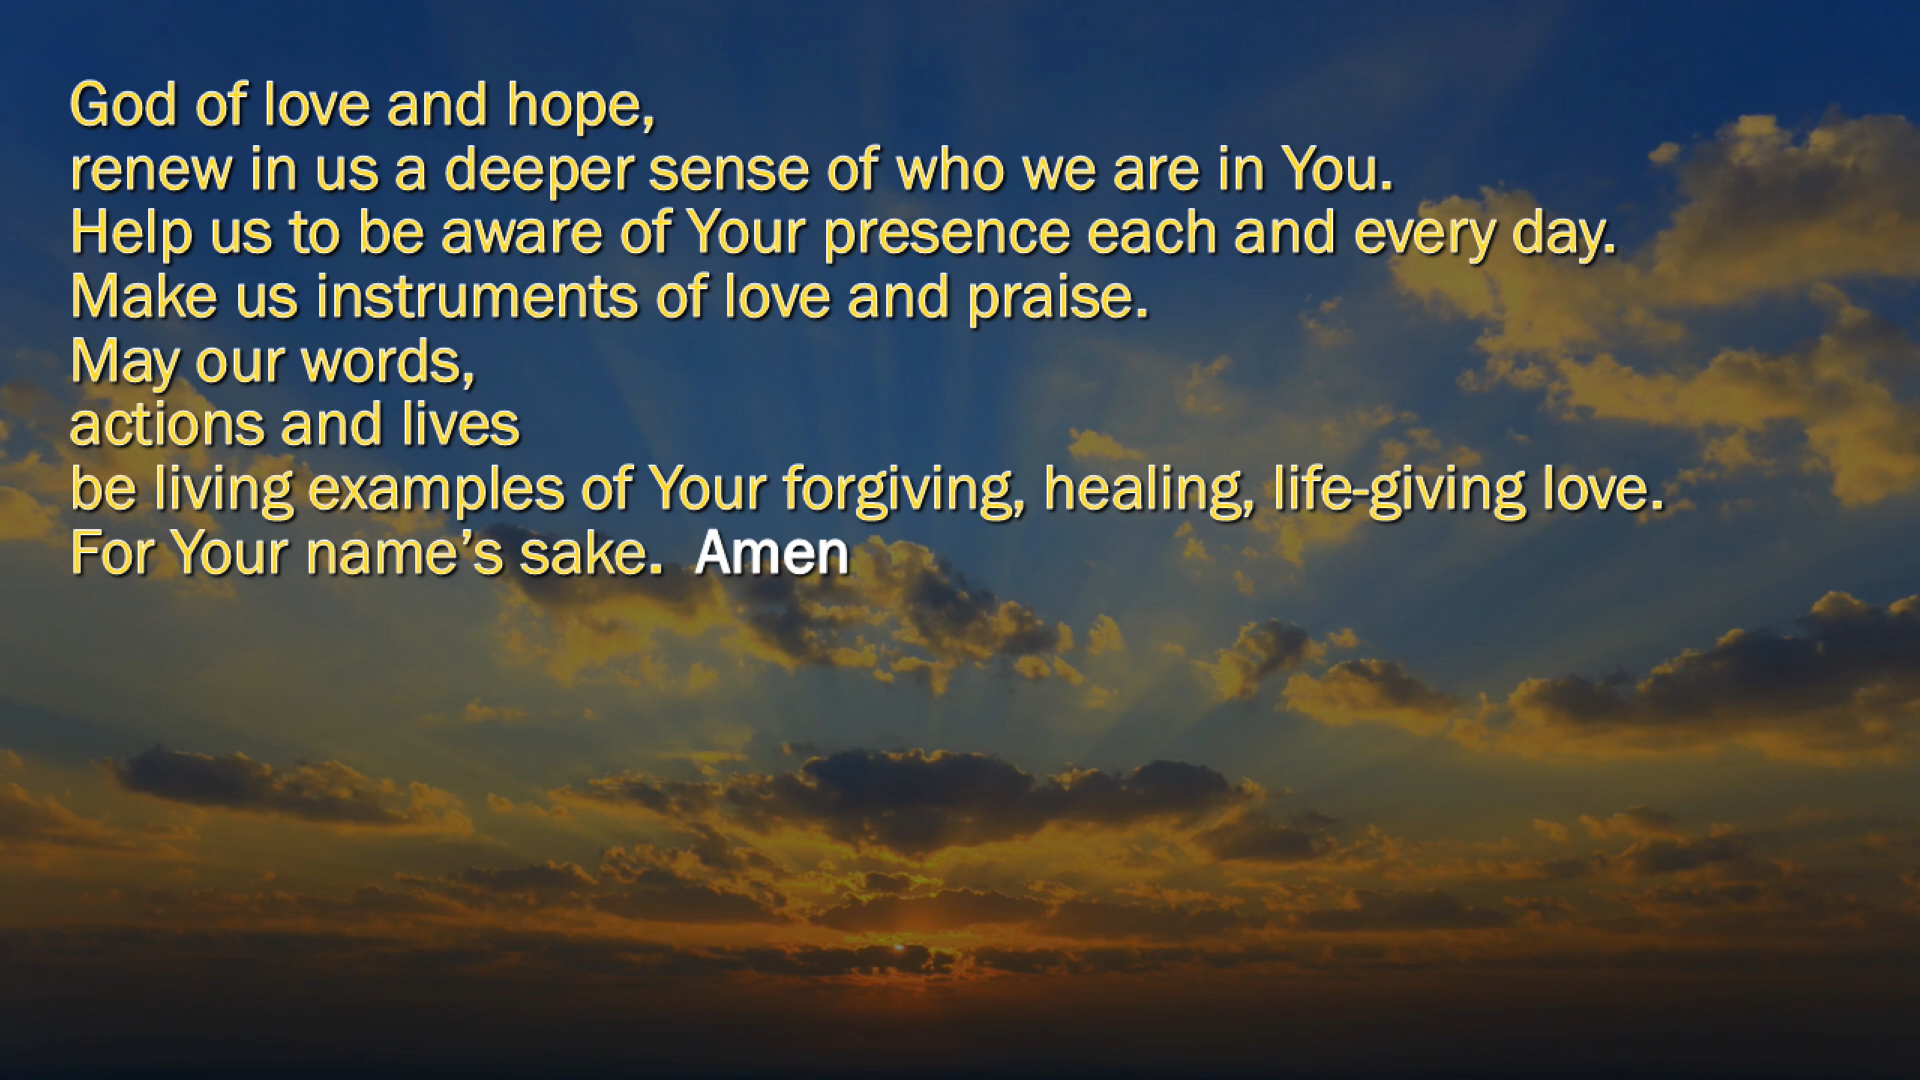 God of love and hope,
renew in us a deeper sense of who we are in You.
Help us to be aware of Your presence each and every day.
Make us instruments of love and praise.
May our words,
actions and lives
be living examples of Your forgiving, healing, life-giving love.
For Your name’s sake.  Amen